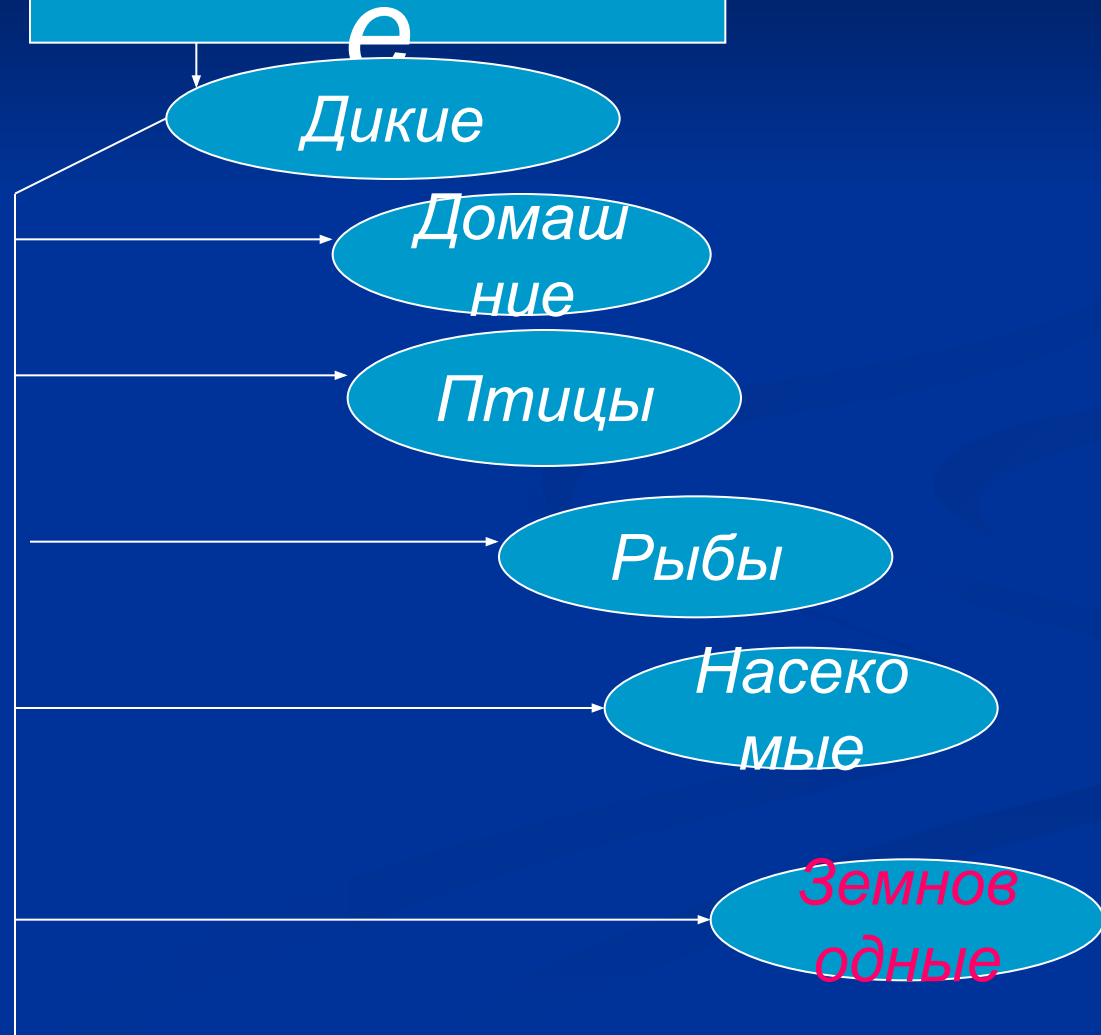 е
Дикие
Домаш
ние
Птицы
Рыбы
Насеко
мые
Земнов
одные